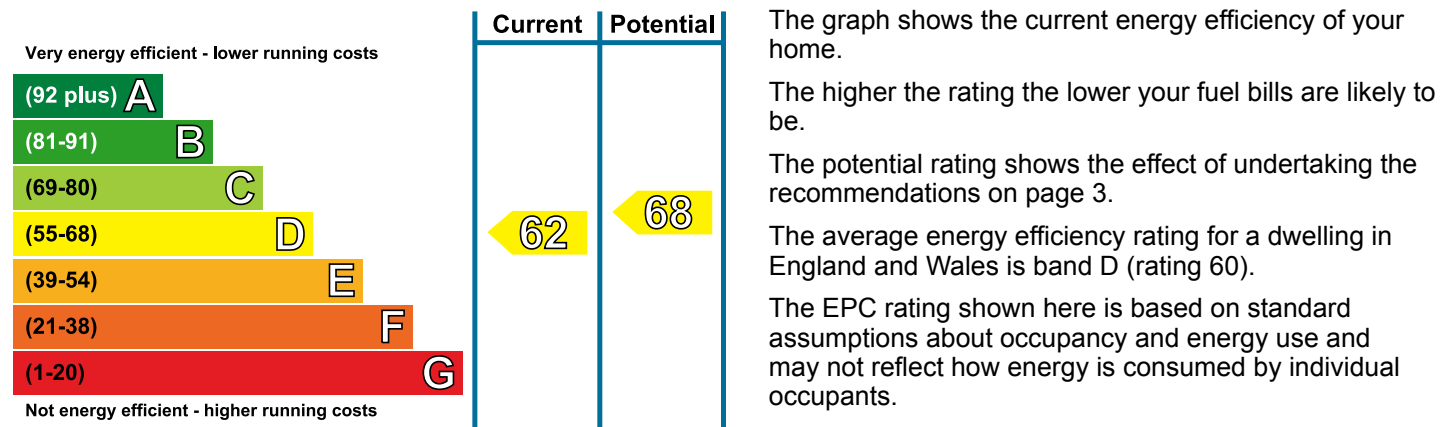 Current Potential
Very energy efficient - lower running costs
(92 plus) A
(81-91) B
(69-80) C
(55-68) D
(39-54) E
(21-38) F
(1-20) G
Not energy efficient - higher running costs
62
68
The graph shows the current energy efficiency of your
home.
The higher the rating the lower your fuel bills are likely to
be.
The potential rating shows the effect of undertaking the
recommendations on page 3.
The average energy efficiency rating for a dwelling in
England and Wales is band D (rating 60).
The EPC rating shown here is based on standard
assumptions about occupancy and energy use and
may not reflect how energy is consumed by individual
occupants.